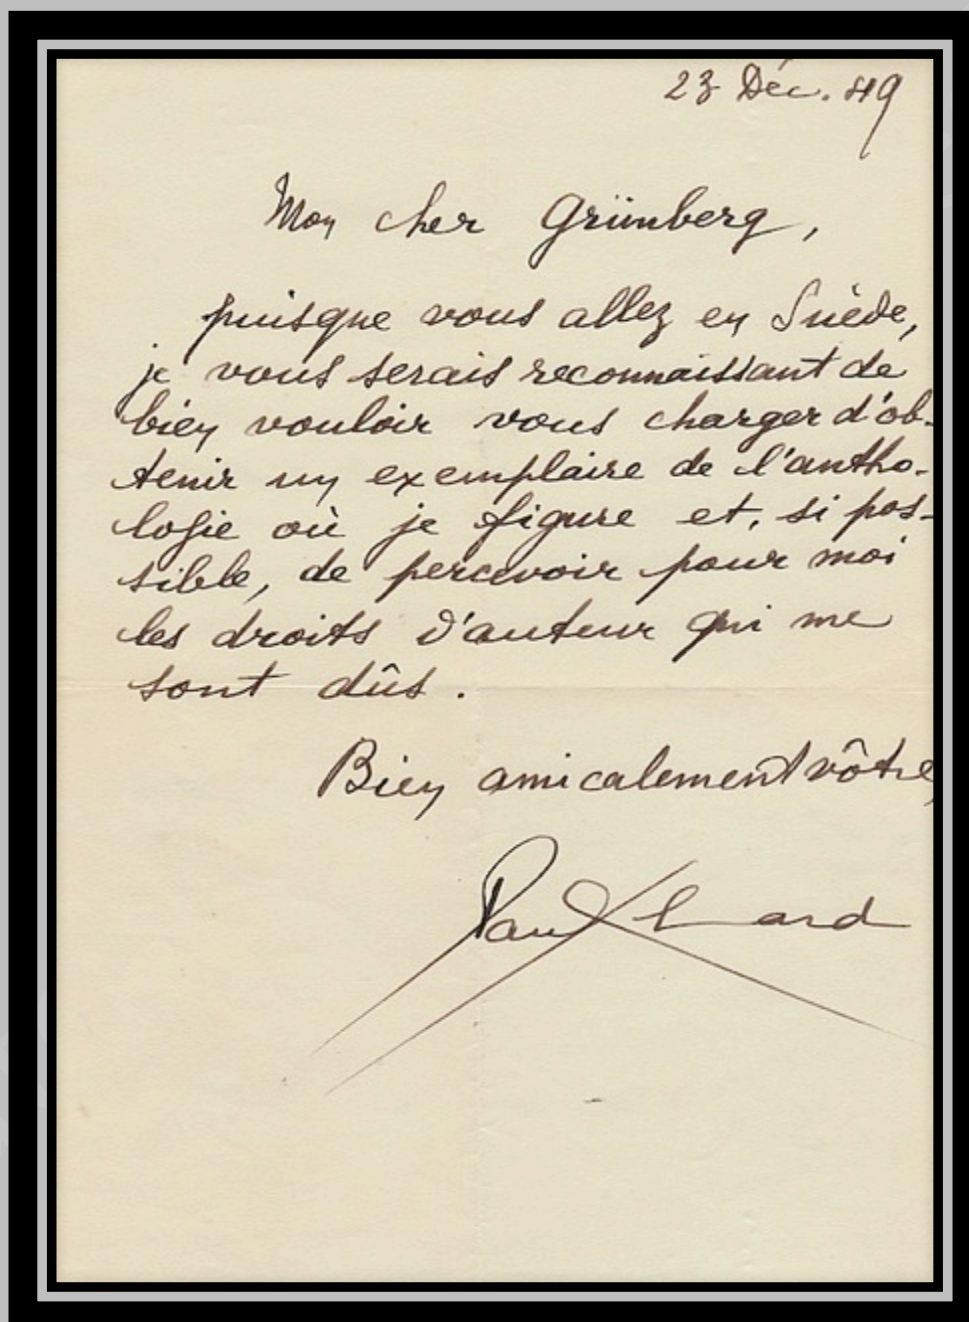 23 Déc. 49
Mon cher Grümberg,
puisque vous allez en Suède,
je vous serais reconnaissant de
bien vouloir vous charger d'ob-
tenir un exemplaire de l'antho-
logie où je figure et, si pos-
sible, de percevoir pour moi
les droits d'auteur qui me
sont dûs.
Bien amicalement vôtre,
Paul Eluard